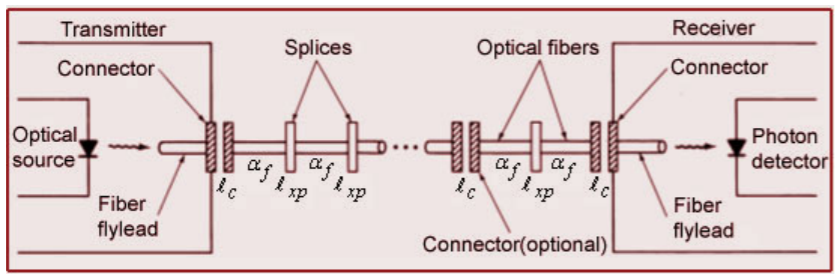 Transmitter
Splices
Optical fibers
Receiver
Connector
Connector
Optical
source
Photon
detector
l_c α_f l_xp α_f l_xp l_c α_f l_xp α_f l_c
Fiber
flylead
Connector(optional)
Fiber
flylead